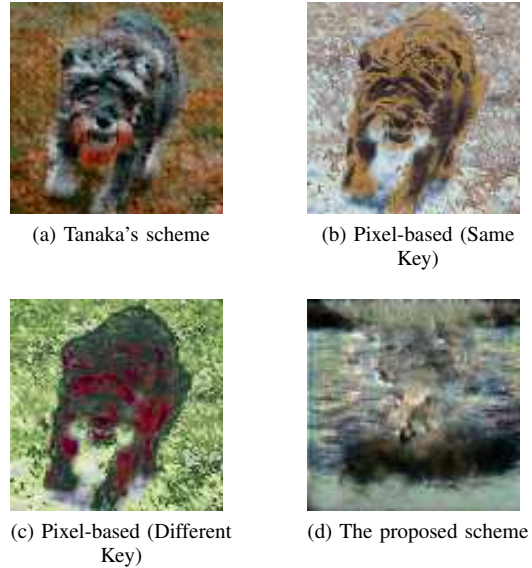 (a) Tanaka's scheme
(b) Pixel-based (Same
Key)
(c) Pixel-based (Different
Key)
(d) The proposed scheme